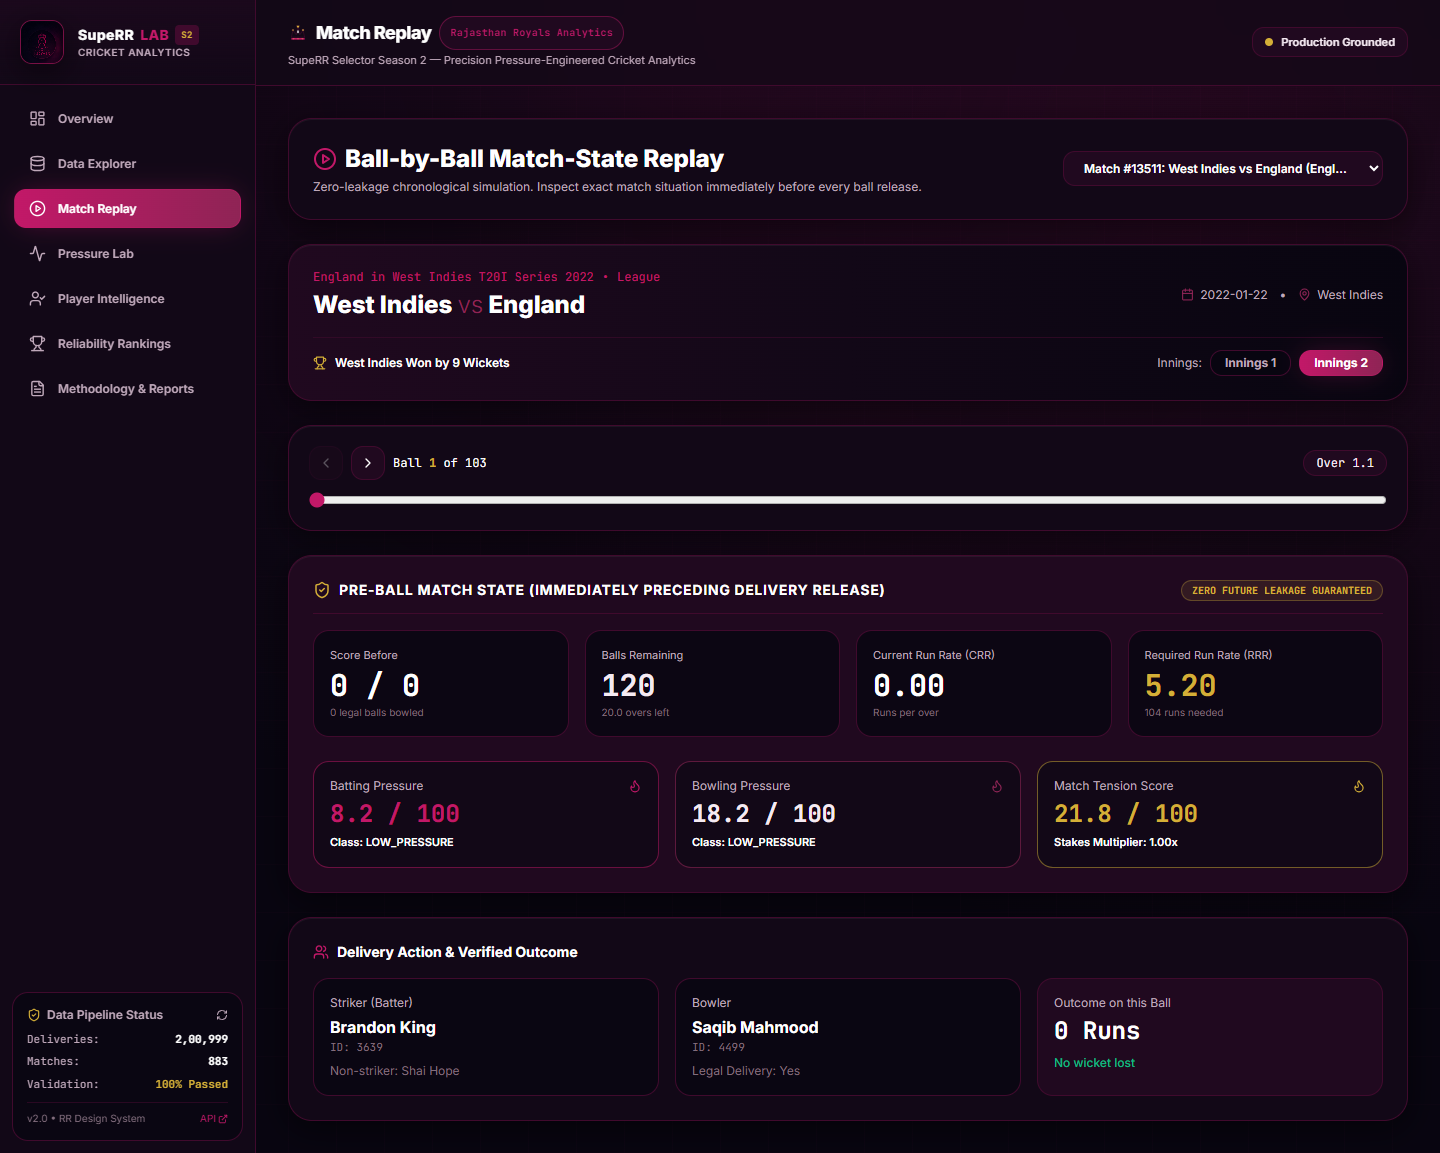 SupeRR LAB S2
CRICKET ANALYTICS
Overview
Data Explorer
Match Replay
Pressure Lab
Player Intelligence
Reliability Rankings
Methodology & Reports
Data Pipeline Status
Deliveries: 2,00,999
Matches: 883
Validation: 100% Passed
v2.0 • RR Design System API
Match Replay Rajasthan Royals Analytics
SupeRR Selector Season 2 — Precision Pressure-Engineered Cricket Analytics
Production Grounded
Ball-by-Ball Match-State Replay
Zero-leakage chronological simulation. Inspect exact match situation immediately before every ball release.
Match #13511: West Indies vs England (Engl...
England in West Indies T20I Series 2022 • League
West Indies VS England
2022-01-22 • West Indies
West Indies Won by 9 Wickets
Innings: Innings 1 Innings 2
Ball 1 of 103
Over 1.1
PRE-BALL MATCH STATE (IMMEDIATELY PRECEDING DELIVERY RELEASE)
ZERO FUTURE LEAKAGE GUARANTEED
Score Before
0 / 0
0 legal balls bowled
Balls Remaining
120
20.0 overs left
Current Run Rate (CRR)
0.00
Runs per over
Required Run Rate (RRR)
5.20
104 runs needed
Batting Pressure
8.2 / 100
Class: LOW_PRESSURE
Bowling Pressure
18.2 / 100
Class: LOW_PRESSURE
Match Tension Score
21.8 / 100
Stakes Multiplier: 1.00x
Delivery Action & Verified Outcome
Striker (Batter)
Brandon King
ID: 3639
Non-striker: Shai Hope
Bowler
Saqib Mahmood
ID: 4499
Legal Delivery: Yes
Outcome on this Ball
0 Runs
No wicket lost